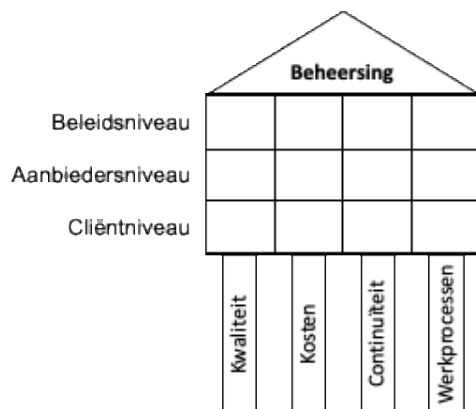 Beheersing
Beleidsniveau
Aanbiedersniveau
Cliëntniveau
Kwaliteit
Kosten
Continuïteit
Werkprocessen